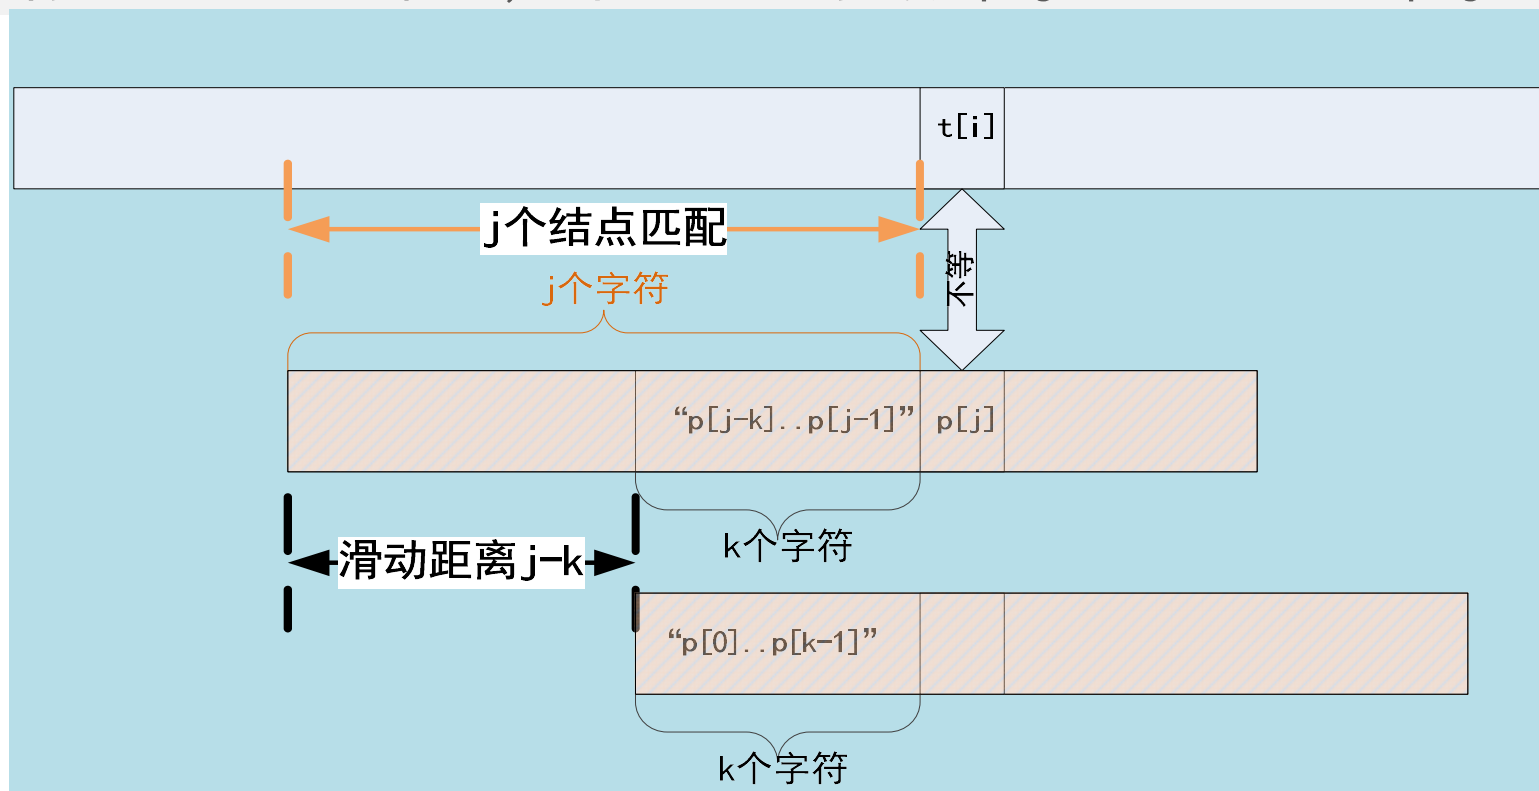 t[i]
j个结点匹配
不等
j个字符
“p[j-k]..p[j-1]”
p[j]
k个字符
滑动距离j-k
“p[0]..p[k-1]”
k个字符